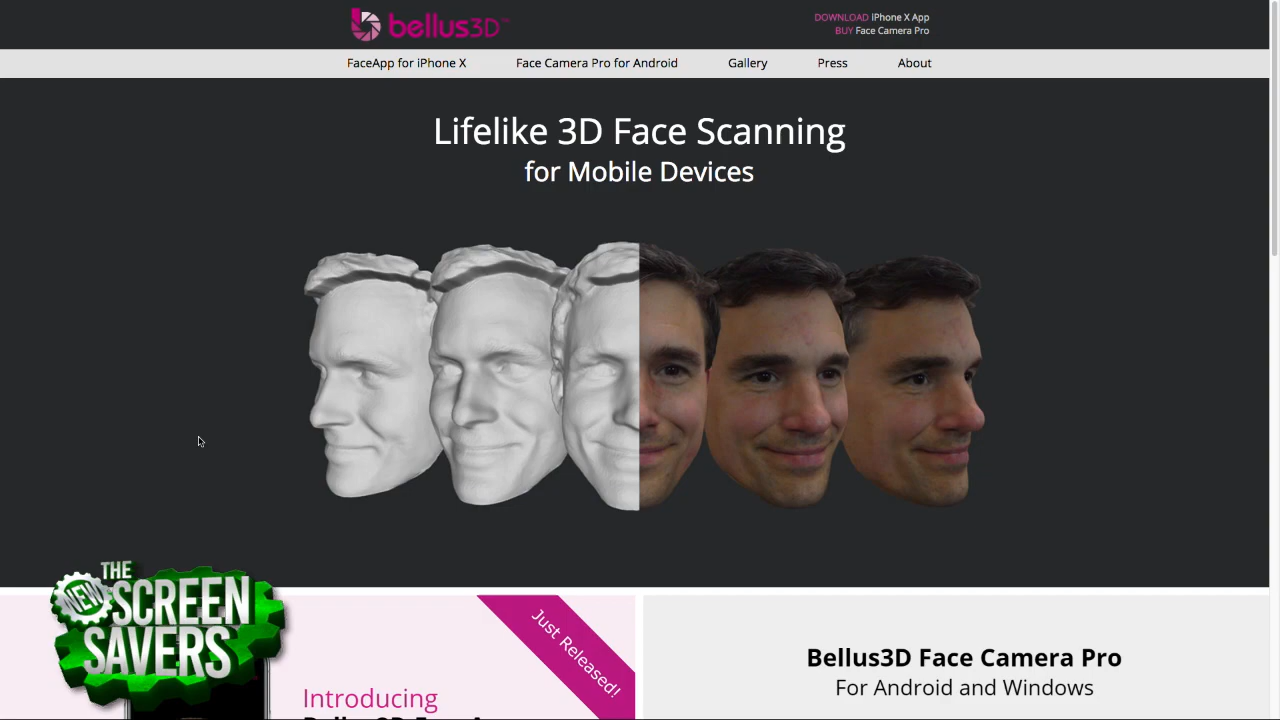 bellus3D™
DOWNLOAD iPhone X App
BUY Face Camera Pro
FaceApp for iPhone X
Face Camera Pro for Android
Gallery
Press
About
Lifelike 3D Face Scanning
for Mobile Devices
THE
NEW
SCREEN
SAVERS
Just Released!
Introducing
Bellus3D Face Camera Pro
For Android and Windows